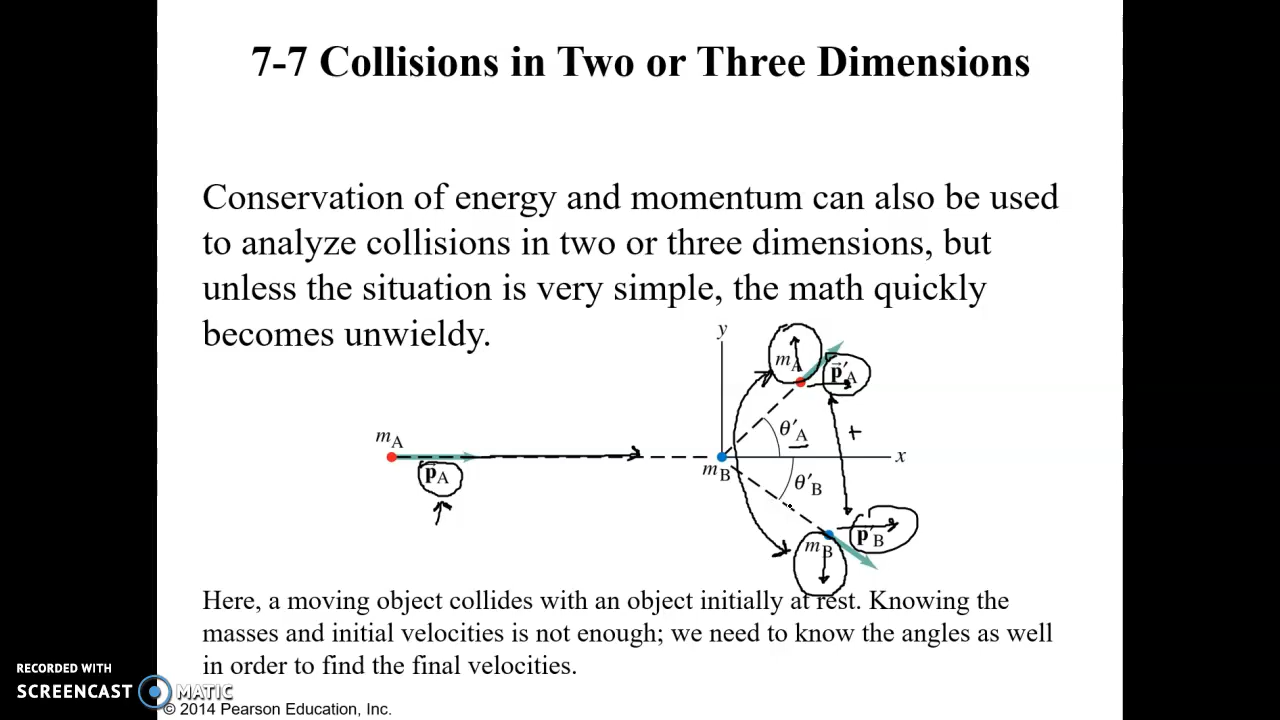 7-7 Collisions in Two or Three Dimensions
Conservation of energy and momentum can also be used
to analyze collisions in two or three dimensions, but
unless the situation is very simple, the math quickly
becomes unwieldy.
y
mA
p⃗′A
mA
θ′A
+
x
pA
mB
θ′B
p′B
mB
Here, a moving object collides with an object initially at rest. Knowing the
masses and initial velocities is not enough; we need to know the angles as well
in order to find the final velocities.
RECORDED WITH
SCREENCAST MATIC
© 2014 Pearson Education, Inc.